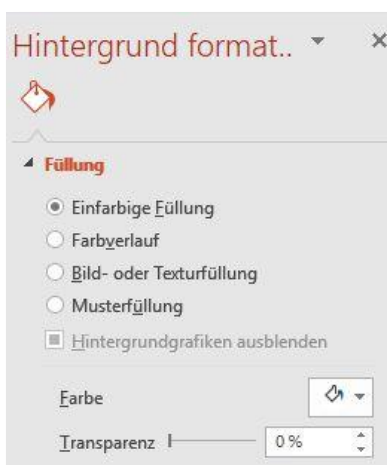 Hintergrund format..
Füllung
Einfarbige Füllung
Farbverlauf
Bild- oder Texturfüllung
Musterfüllung
Hintergrundgrafiken ausblenden
Farbe
Transparenz 0 %